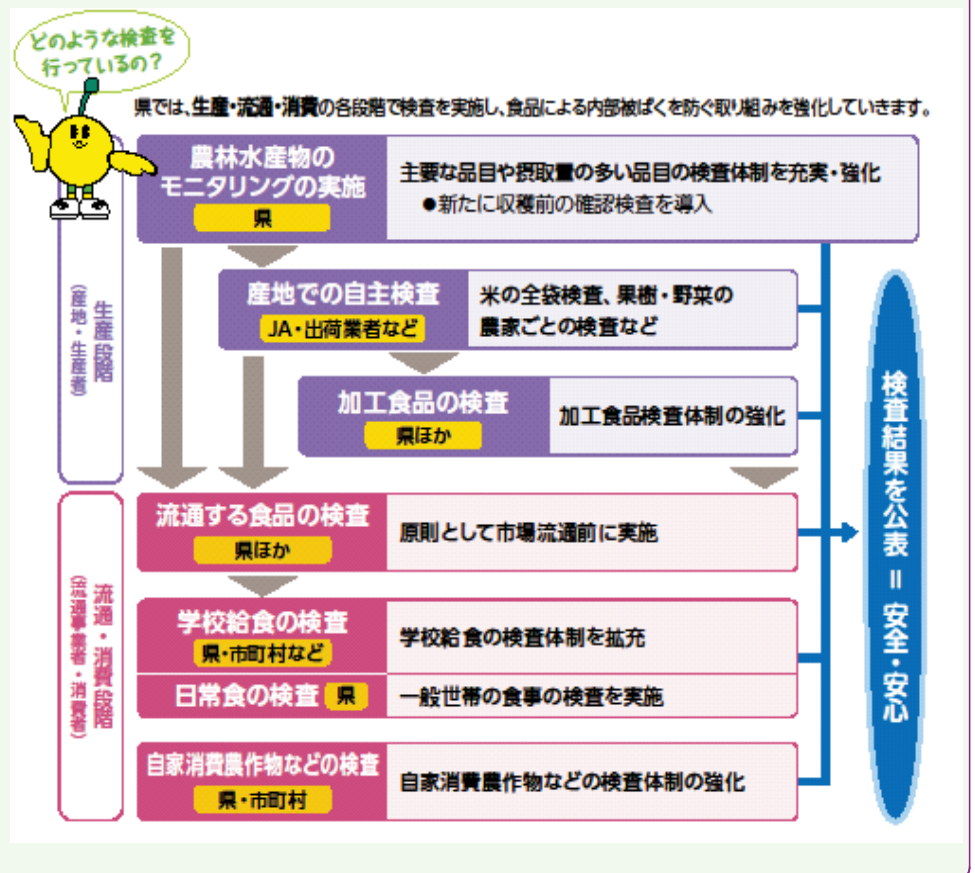 どのような検査を
行っているの?
県では、生産・流通・消費の各段階で検査を実施し、食品による内部被ばくを防ぐ取り組みを強化していきます。
生産段階
(産地・生産者)
農林水産物の
モニタリングの実施
県
主要な品目や摂取量の多い品目の検査体制を充実・強化
●新たに収穫前の確認検査を導入
産地での自主検査
JA・出荷業者など
米の全袋検査、果樹・野菜の
農家ごとの検査など
加工食品の検査
県ほか
加工食品検査体制の強化
流通・消費段階
(流通事業者・消費者)
流通する食品の検査
県ほか
原則として市場流通前に実施
学校給食の検査
県・市町村など
学校給食の検査体制を拡充
日常食の検査 県
一般世帯の食事の検査を実施
自家消費農作物などの検査
県・市町村
自家消費農作物などの検査体制の強化
検査結果を公表 = 安全・安心